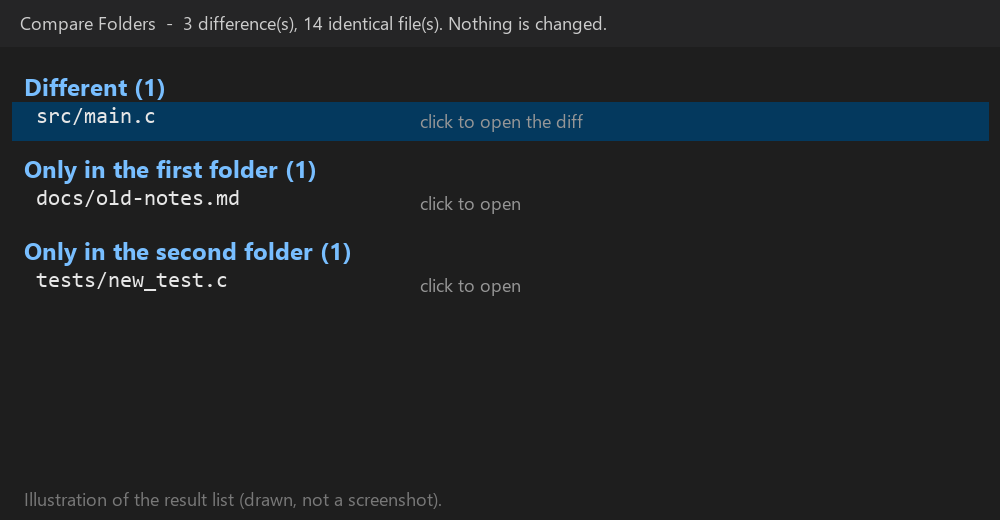 Compare Folders - 3 difference(s), 14 identical file(s). Nothing is changed.
Different (1)
src/main.c click to open the diff
Only in the first folder (1)
docs/old-notes.md click to open
Only in the second folder (1)
tests/new_test.c click to open
Illustration of the result list (drawn, not a screenshot).